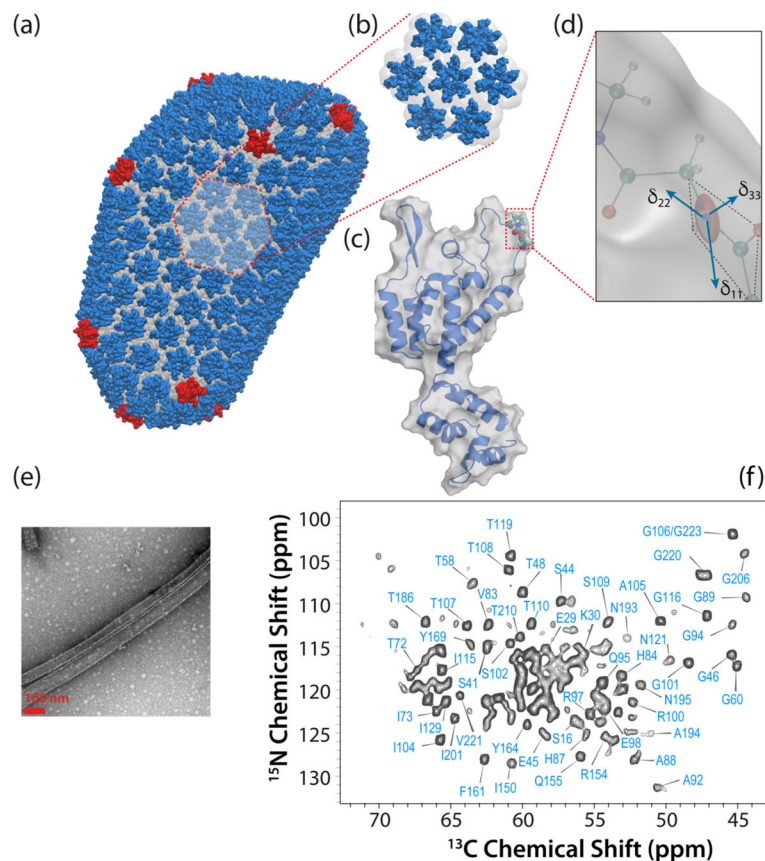 (a)
(b)
(c)
(d)
δ22
δ33
δ11
(e)
100 nm
(f)
15N Chemical Shift (ppm)
100
105
110
115
120
125
130
T119
T108
T58
V83
T48
S44
G106/G223
G220
G206
T186
T107
T210
T110
S109
N193
A105
G116
G89
E29
K30
T72
Y169
I115
S41
S102
Q95
H84
N121
G94
G101
G46
R97
N195
G60
I73
I129
R100
I104
I201
V221
Y164
E45
S16
H87
E98
A194
R154
A88
F161
I150
Q155
A92
70
65
60
55
50
45
13C Chemical Shift (ppm)